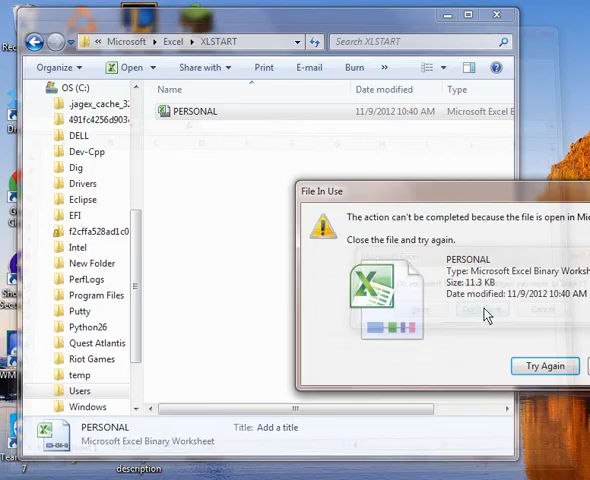 Microsoft ▸ Excel ▸ XLSTART
Search XLSTART
Organize Open Share with Print E-mail Burn »
OS (C:)
.jagex_cache_32
491fc4256d903
DELL
Dev-Cpp
Dig
Drivers
Eclipse
EFI
f2cffa528ad1c0
Intel
New Folder
PerfLogs
Program Files
Putty
Python26
Quest Atlantis
Riot Games
temp
Users
Windows
Name Date modified Type
PERSONAL 11/9/2012 10:40 AM Microsoft Excel B
File In Use
The action can't be completed because the file is open in Mic
Close the file and try again.
PERSONAL
Type: Microsoft Excel Binary Worksh
Size: 11.3 KB
Date modified: 11/9/2012 10:40 AM
Try Again
PERSONAL Title: Add a title
Microsoft Excel Binary Worksheet
7 description